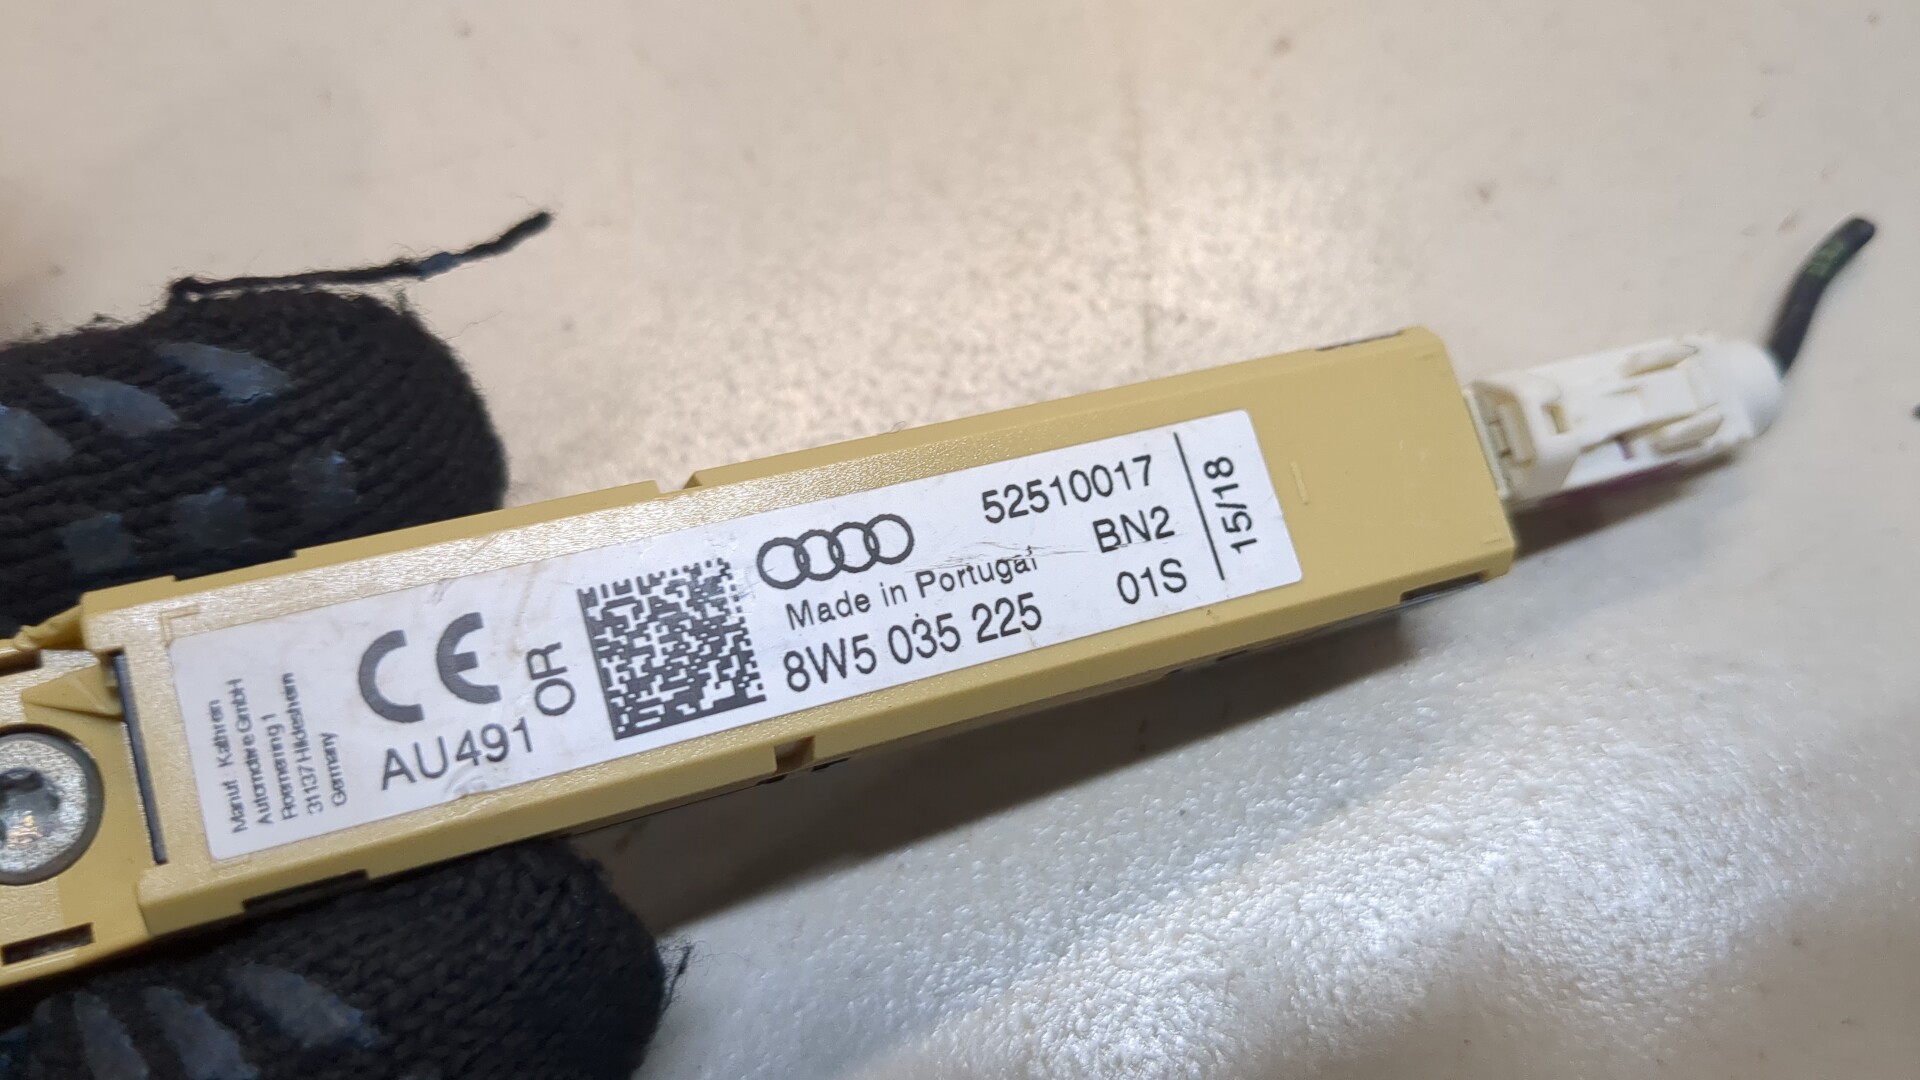 Manuf. Kathrein
Automotive GmbH
Roemerring 1
31137 Hildesheim
Germany
CE
AU491
OR
Made in Portugal
8W5 035 225
52510017
BN2
01S
15/18